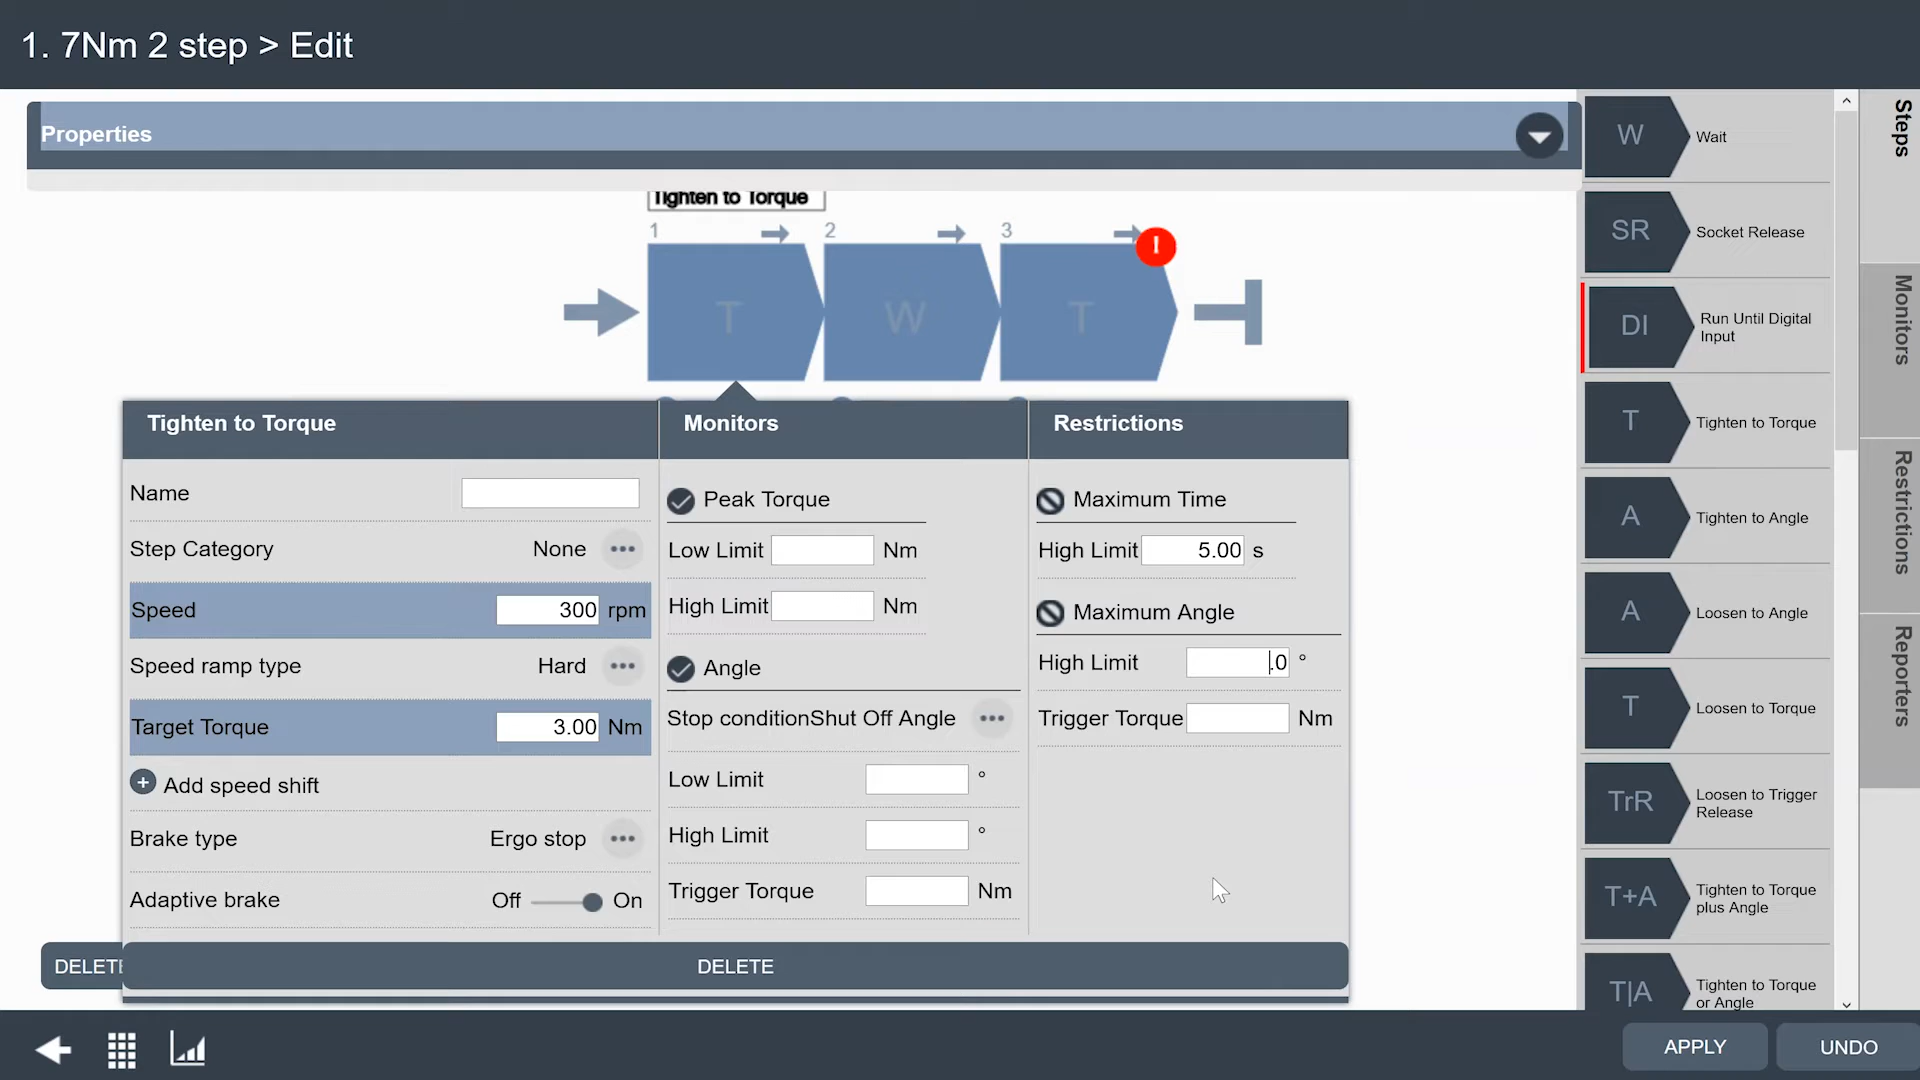 1. 7Nm 2 step > Edit
Properties
Tighten to Torque
1
2
3
!
T
W
T
Tighten to Torque
Name
Step Category None
Speed 300 rpm
Speed ramp type Hard
Target Torque 3.00 Nm
Add speed shift
Brake type Ergo stop
Adaptive brake Off On
Monitors
Peak Torque
Low Limit Nm
High Limit Nm
Angle
Stop conditionShut Off Angle
Low Limit °
High Limit °
Trigger Torque Nm
Restrictions
Maximum Time
High Limit 5.00 s
Maximum Angle
High Limit .0 °
Trigger Torque Nm
DELETE
DELETE
W Wait
SR Socket Release
DI Run Until Digital
Input
T Tighten to Torque
A Tighten to Angle
A Loosen to Angle
T Loosen to Torque
TrR Loosen to Trigger
Release
T+A Tighten to Torque
plus Angle
T|A Tighten to Torque
or Angle
Steps
Monitors
Restrictions
Reporters
APPLY
UNDO